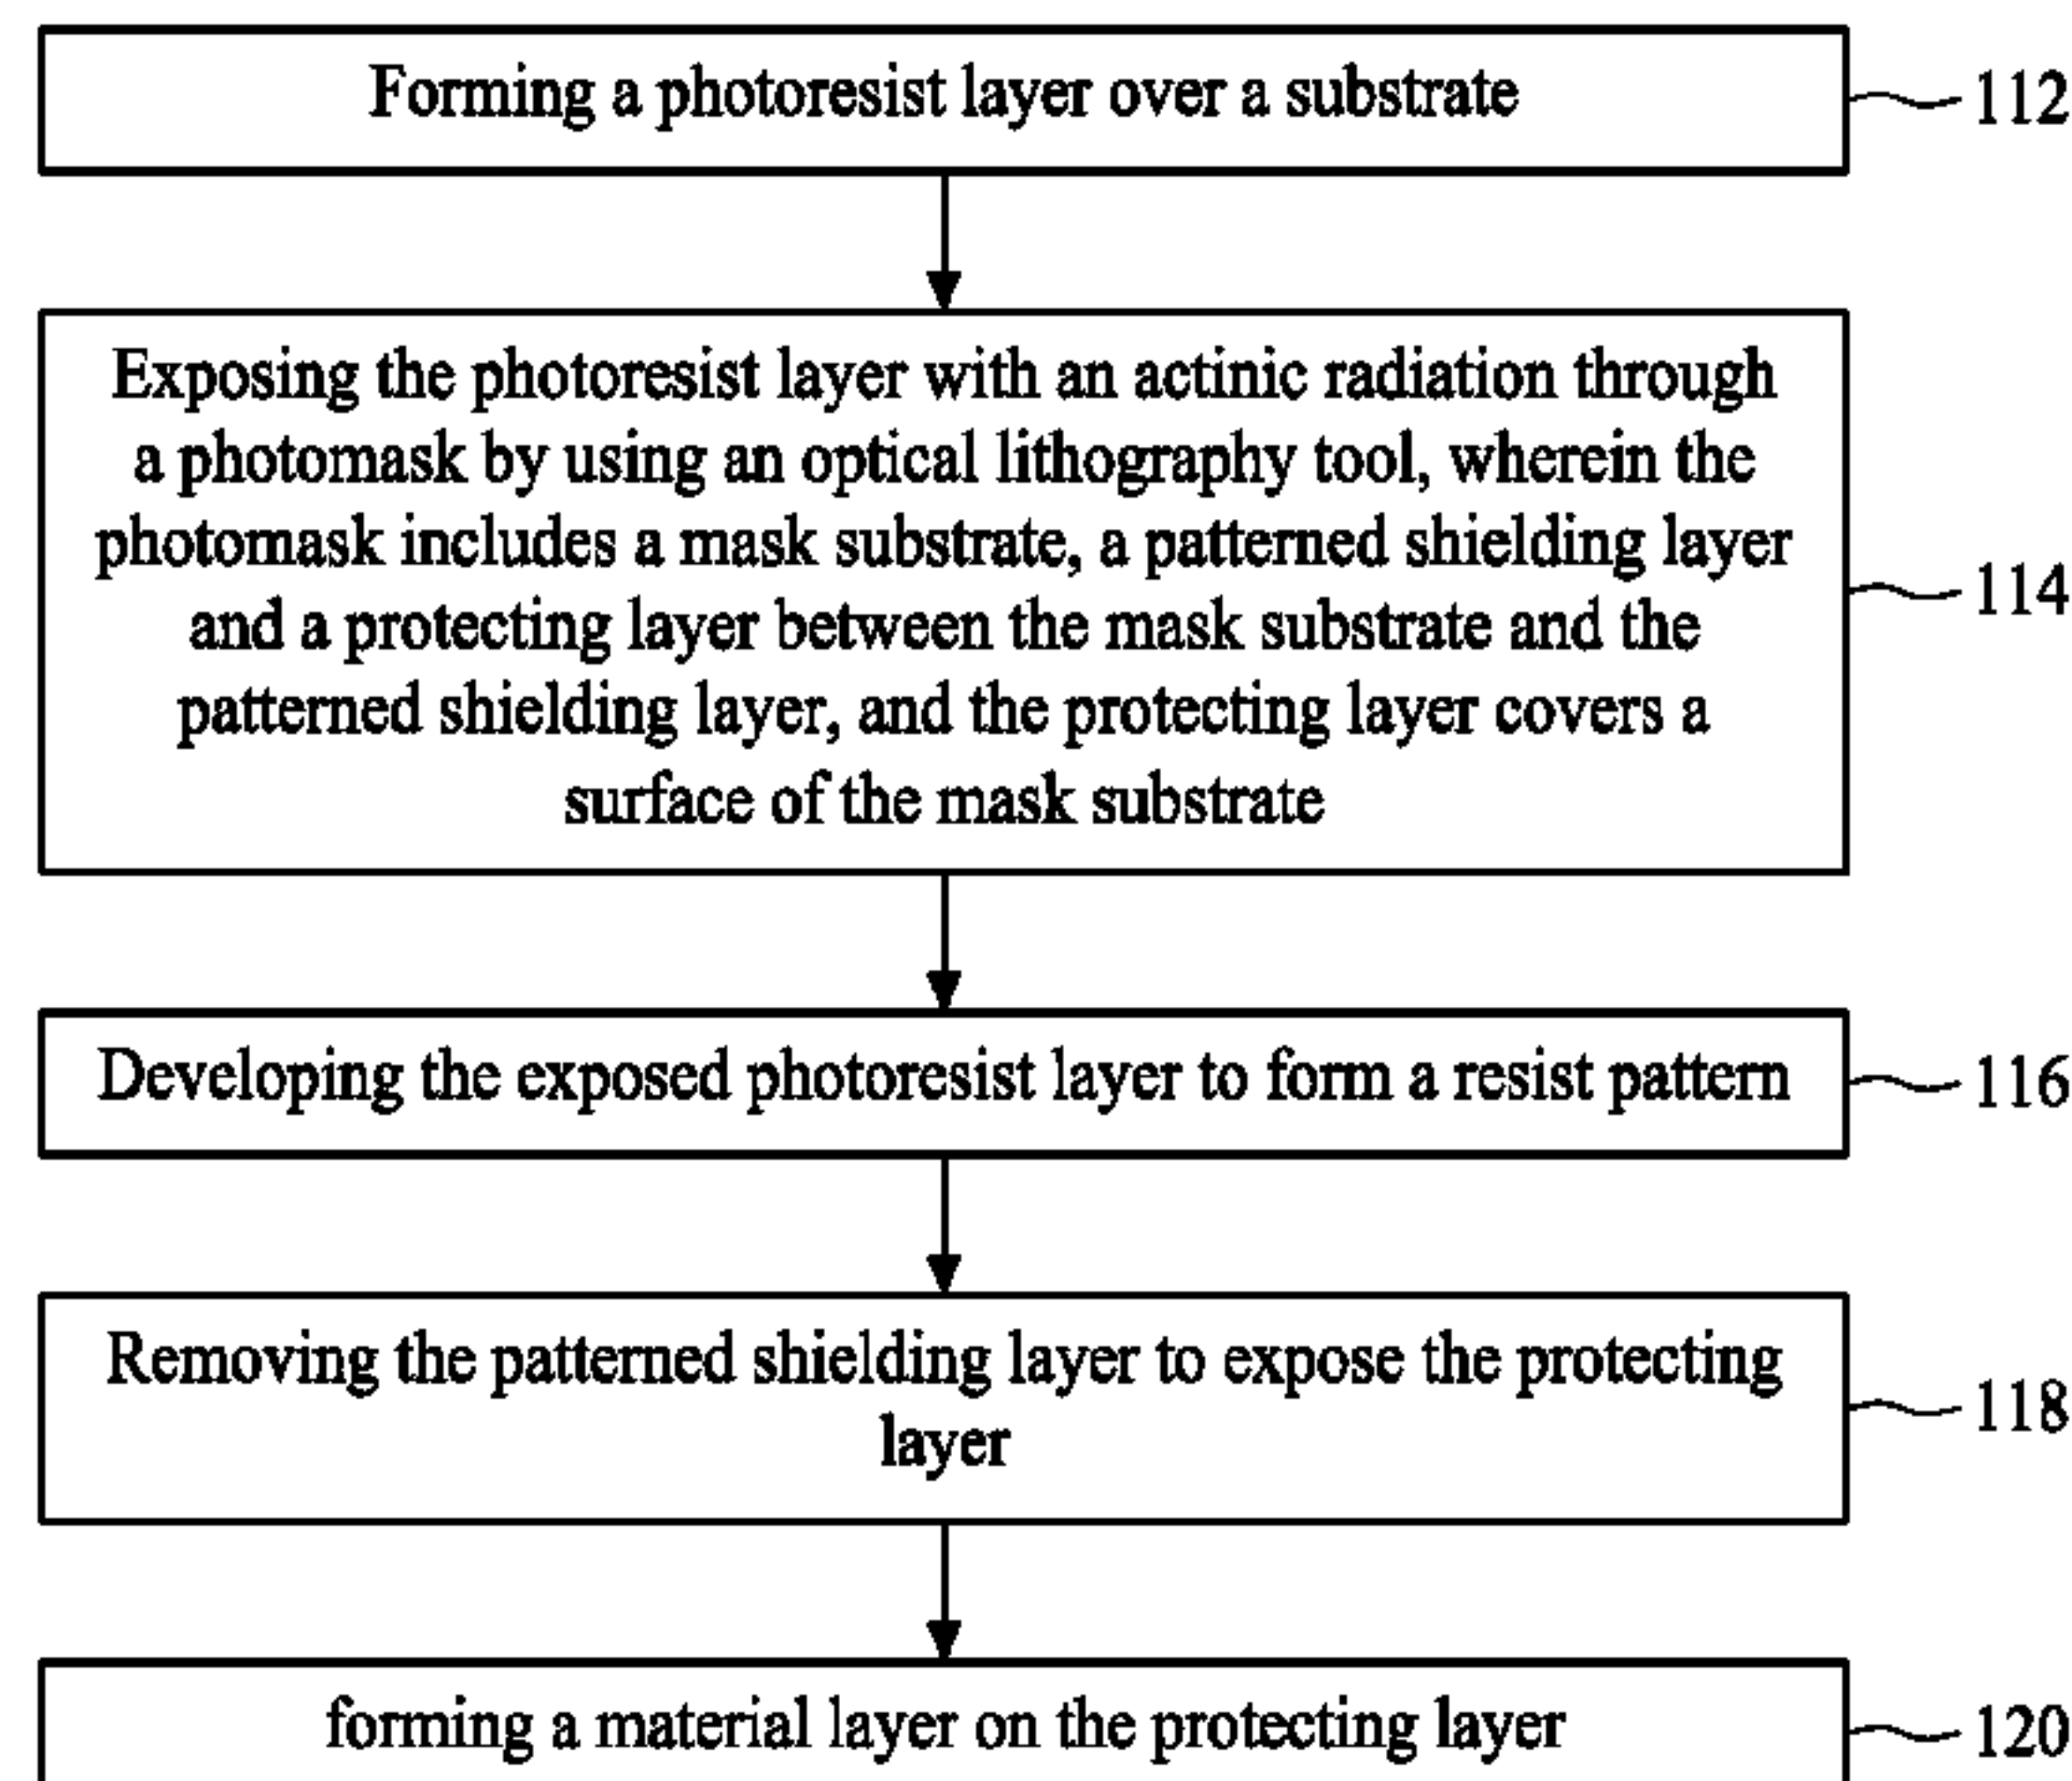 Forming a photoresist layer over a substrate
112
Exposing the photoresist layer with an actinic radiation through
a photomask by using an optical lithography tool, wherein the
photomask includes a mask substrate, a patterned shielding layer
and a protecting layer between the mask substrate and the
patterned shielding layer, and the protecting layer covers a
surface of the mask substrate
114
Developing the exposed photoresist layer to form a resist pattern
116
Removing the patterned shielding layer to expose the protecting
layer
118
forming a material layer on the protecting layer
120